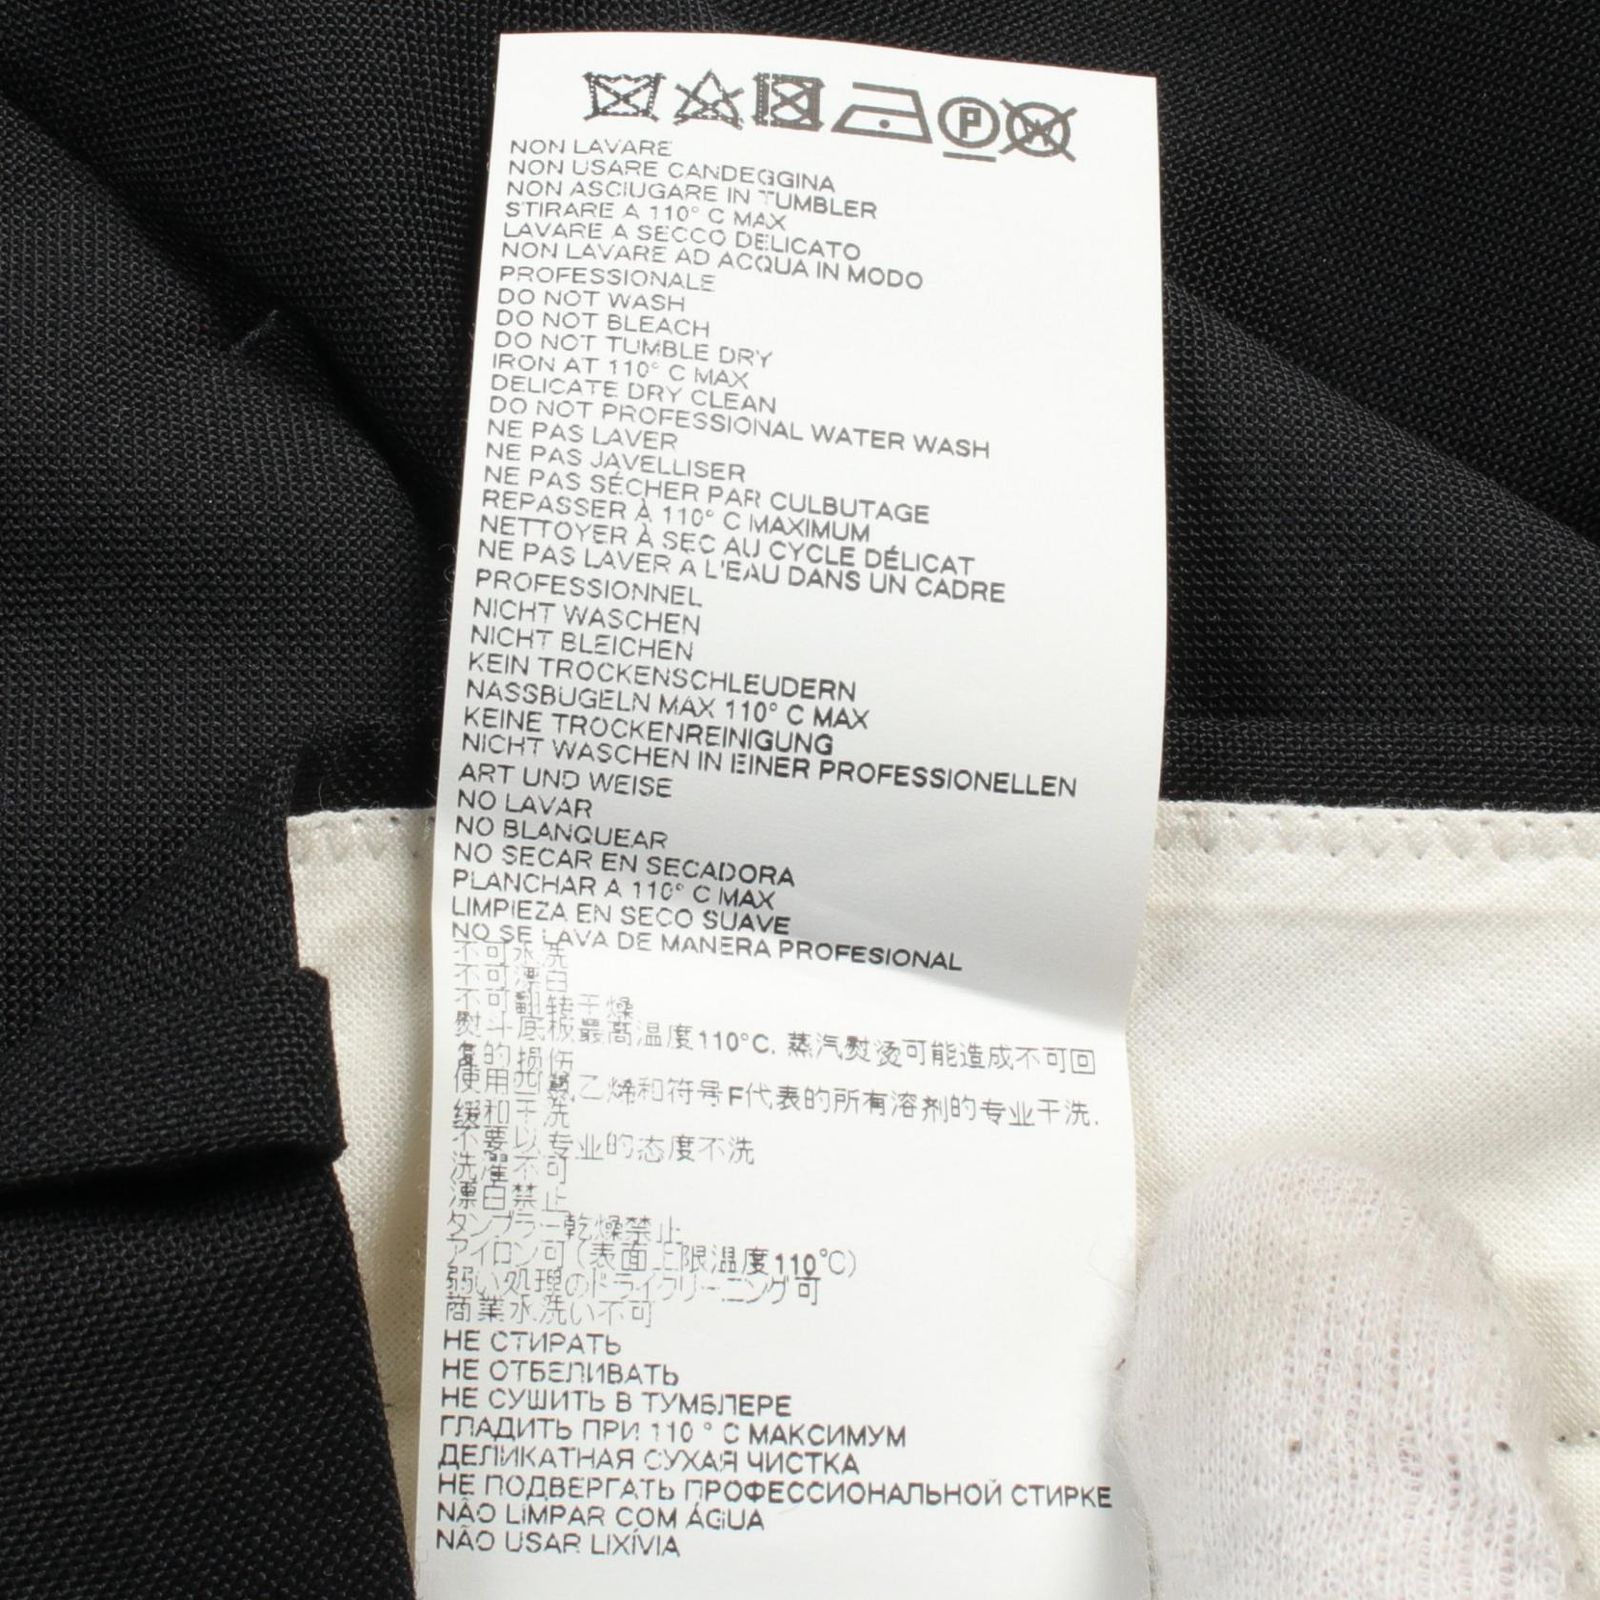 P
W
NON LAVARE
NON USARE CANDEGGINA
NON ASCIUGARE IN TUMBLER
STIRARE A 110° C MAX
LAVARE A SECCO DELICATO
NON LAVARE AD ACQUA IN MODO
PROFESSIONALE
DO NOT WASH
DO NOT BLEACH
DO NOT TUMBLE DRY
IRON AT 110° C MAX
DELICATE DRY CLEAN
DO NOT PROFESSIONAL WATER WASH
NE PAS LAVER
NE PAS JAVELLISER
NE PAS SÉCHER PAR CULBUTAGE
REPASSER À 110° C MAXIMUM
NETTOYER À SEC AU CYCLE DÉLICAT
NE PAS LAVER À L'EAU DANS UN CADRE
PROFESSIONNEL
NICHT WASCHEN
NICHT BLEICHEN
KEIN TROCKENSCHLEUDERN
NASSBUGELN MAX 110° C MAX
KEINE TROCKENREINIGUNG
NICHT WASCHEN IN EINER PROFESSIONELLEN
ART UND WEISE
NO LAVAR
NO BLANQUEAR
NO SECAR EN SECADORA
PLANCHAR A 110° C MAX
LIMPIEZA EN SECO SUAVE
NO SE LAVA DE MANERA PROFESIONAL
不可水洗
不可漂白
不可翻转干燥
熨斗底板最高温度110°C. 蒸汽熨烫可能造成不可回
复的损伤
使用四氯乙烯和符号F代表的所有溶剂的专业干洗.
缓和干洗
不要以专业的态度不洗
洗濯不可
漂白禁止
タンブラー乾燥禁止
アイロン可(表面上限温度110℃)
弱い処理のドライクリーニング可
商業水洗い不可
НЕ СТИРАТЬ
НЕ ОТБЕЛИВАТЬ
НЕ СУШИТЬ В ТУМБЛЕРЕ
ГЛАДИТЬ ПРИ 110 ° C МАКСИМУМ
ДЕЛИКАТНАЯ СУХАЯ ЧИСТКА
НЕ ПОДВЕРГАТЬ ПРОФЕССИОНАЛЬНОЙ СТИРКЕ
NÃO LIMPAR COM ÁGUA
NÃO USAR LIXÍVIA